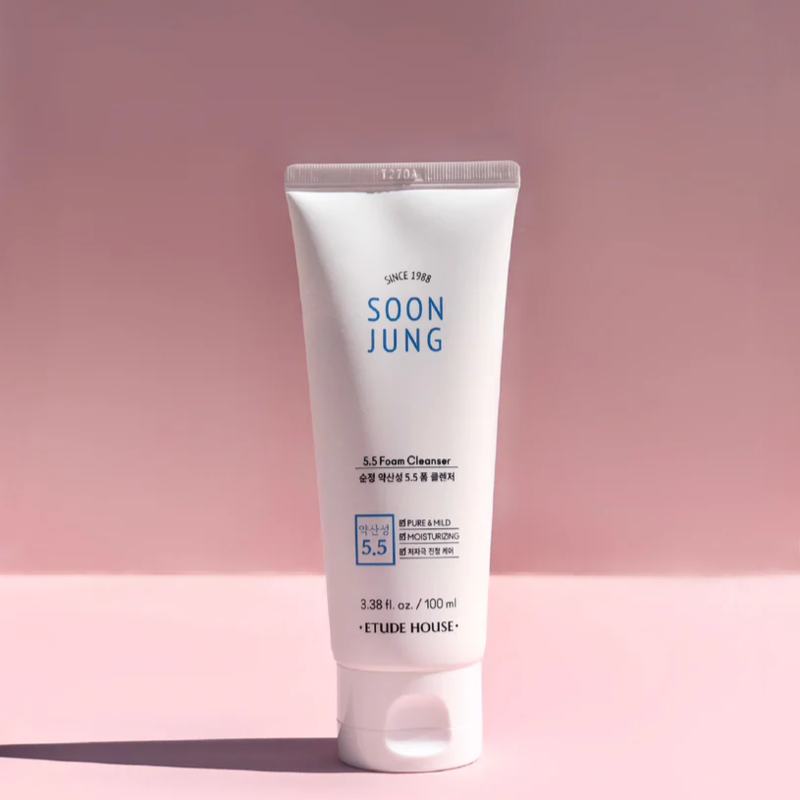 T270A
SINCE 1988
SOON
JUNG
5.5 Foam Cleanser
순정 약산성 5.5 폼 클렌저
약산성
5.5
PURE & MILD
MOISTURIZING
저자극 진정 케어
3.38 fl. oz. / 100 ml
·ETUDE HOUSE·